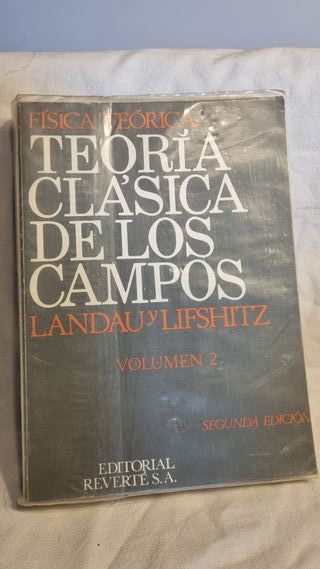 FÍSICA TEÓRICA
TEORÍA
CLÁSICA
DE LOS
CAMPOS
LANDAU y LIFSHITZ
VOLUMEN 2
SEGUNDA EDICIÓN
EDITORIAL
REVERTÉ S.A.